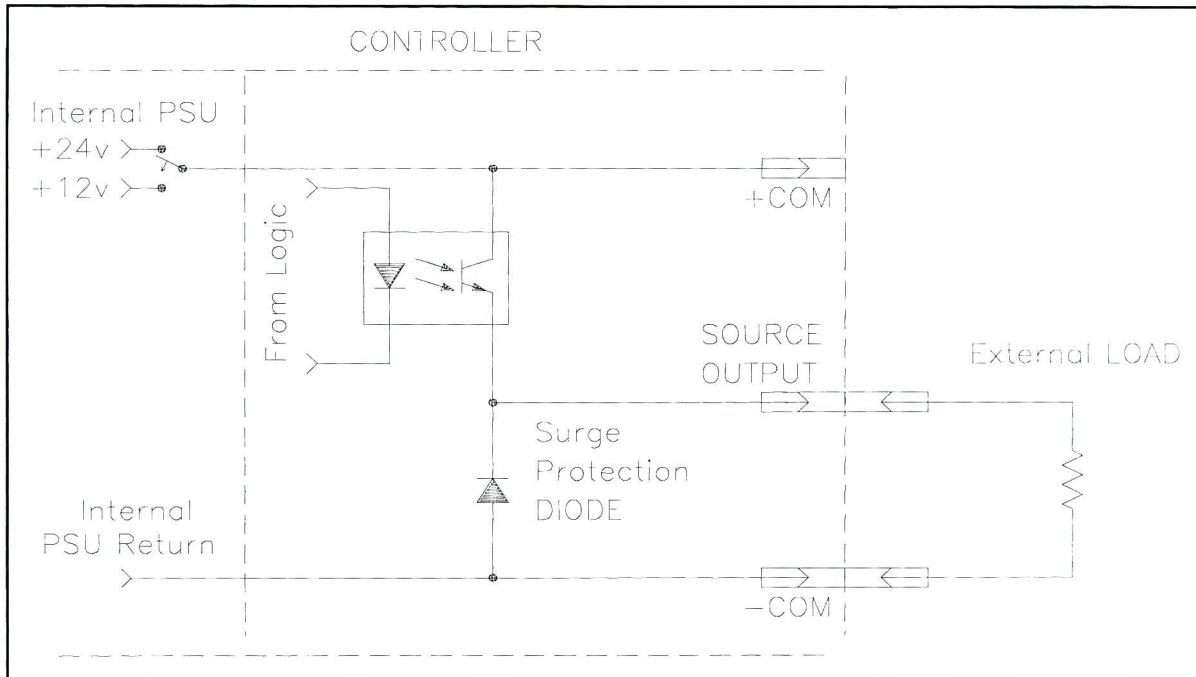 CONTROLLER
Internal PSU
+24v
+12v
From Logic
+COM
SOURCE
OUTPUT
External LOAD
Surge
Protection
DIODE
Internal
PSU Return
-COM